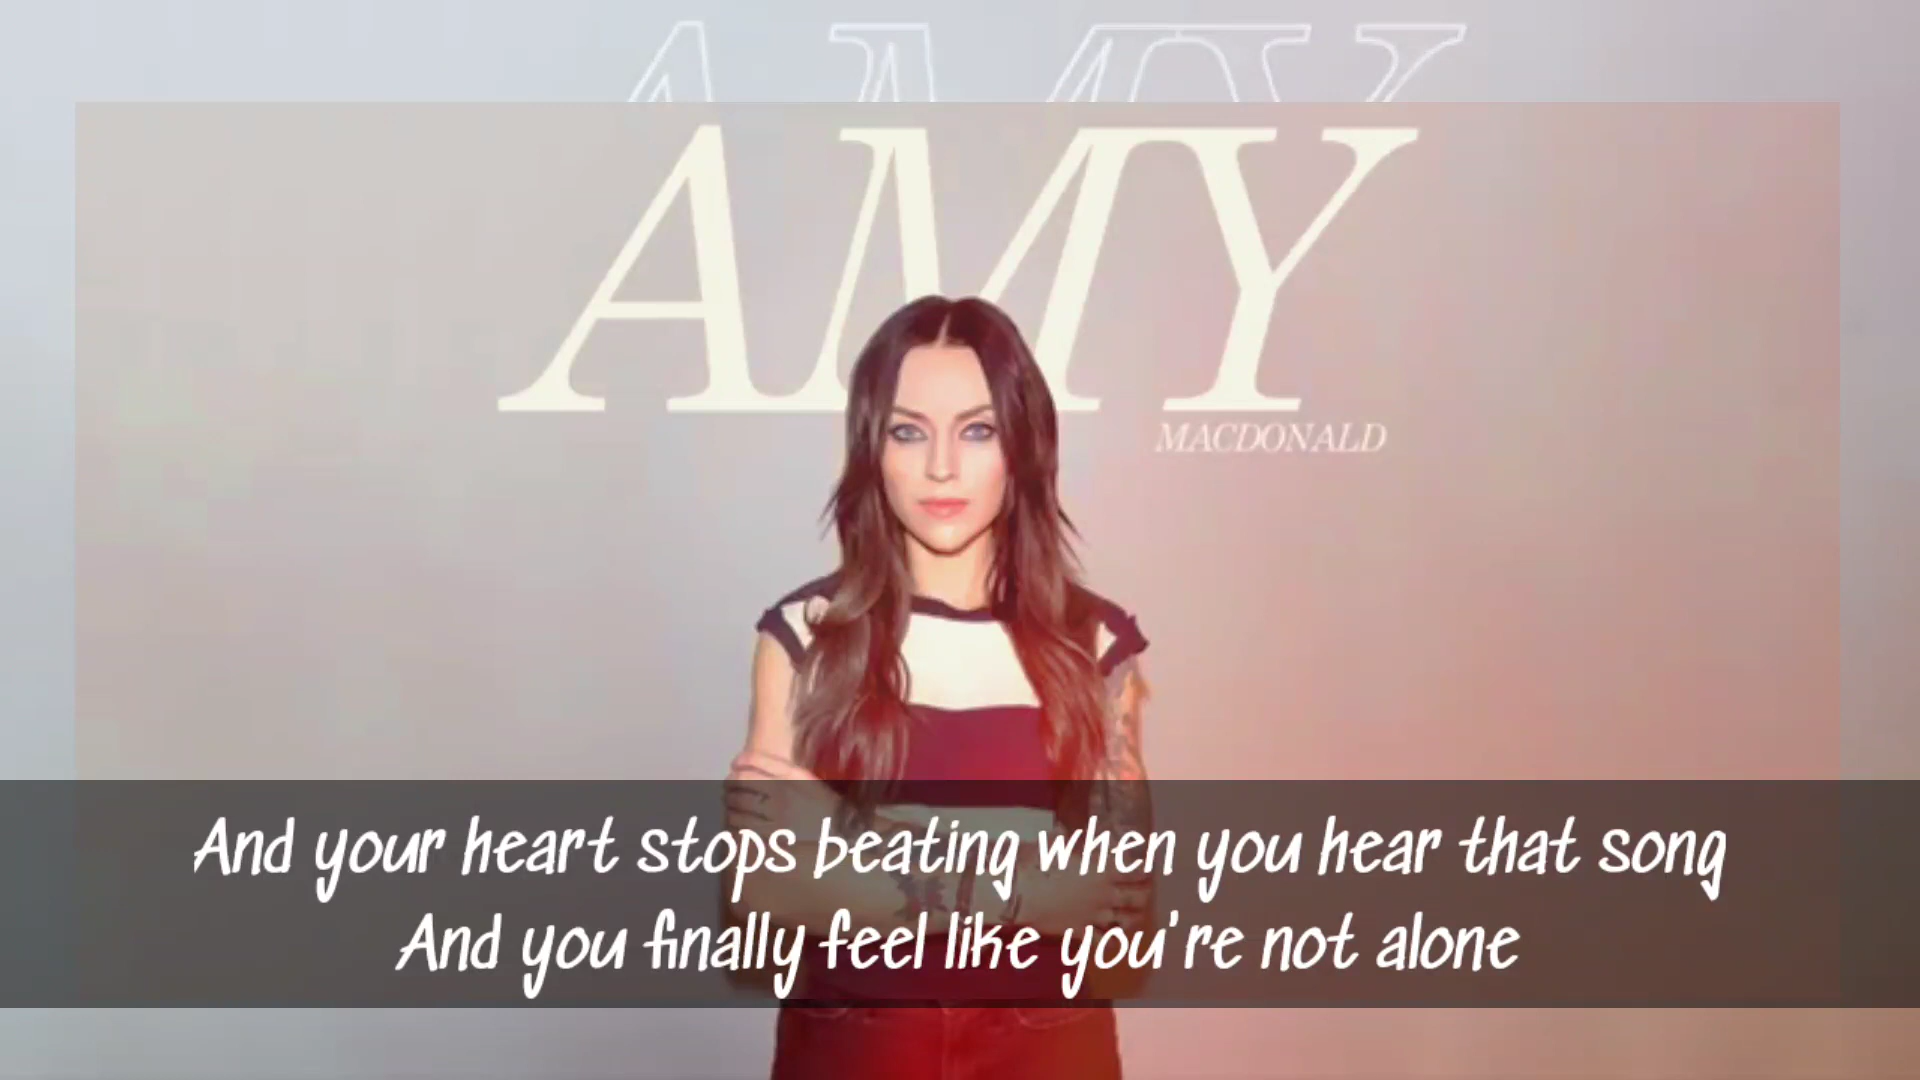 AMY
AMY
MACDONALD
And your heart stops beating when you hear that song
And you finally feel like you're not alone